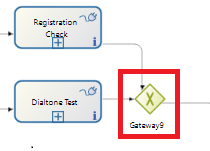 Registration
Check
Dialtone Test
Gateway9